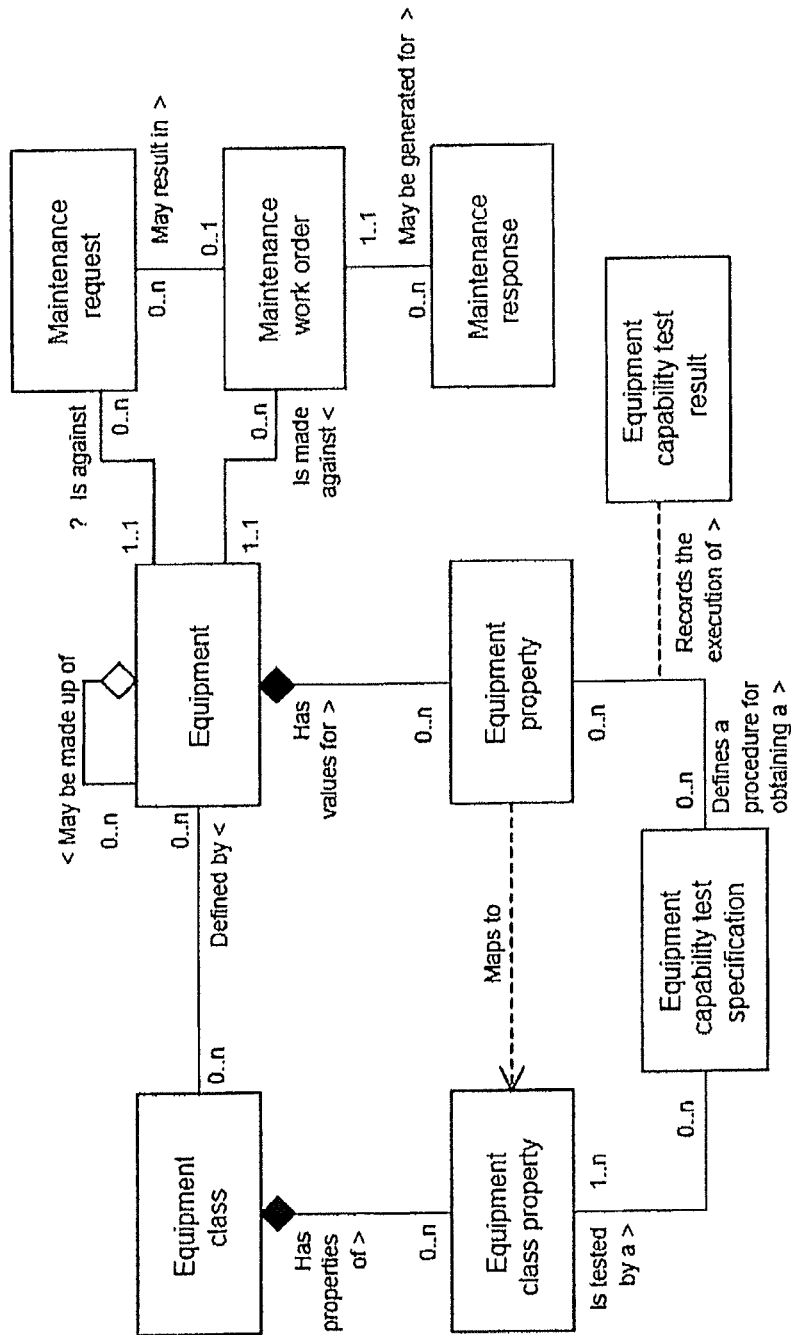 < May be made up of
0..n
Equipment
class
0..n
Defined by <
0..n
Equipment
1..1
? Is against
0..n
Maintenance
request
0..n
May result in >
0..1
1..1
Is made
against <
0..n
Maintenance
work order
1..1
May be generated for >
0..n
Maintenance
response
Has
properties
of >
0..n
Has
values for >
0..n
Equipment
class property
Maps to
Equipment
property
Is tested
by a >
1..n
0..n
Equipment
capability test
specification
0..n
Defines a
procedure for
obtaining a >
0..n
Records the
execution of >
Equipment
capability test
result